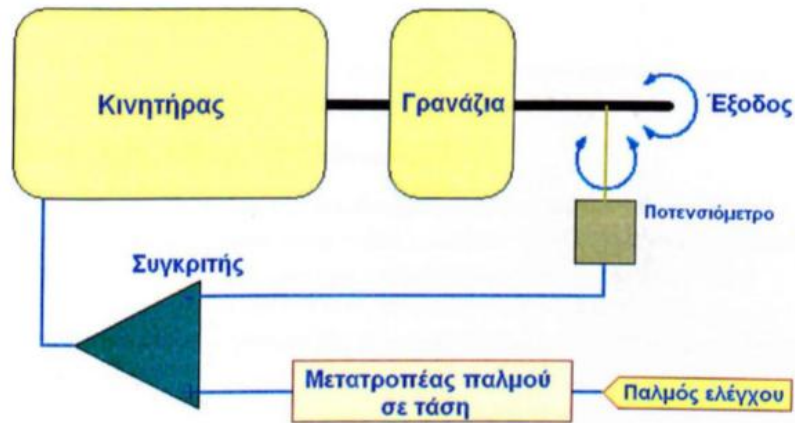 Κινητήρας
Γρανάζια
Έξοδος
Ποτενσιόμετρο
Συγκριτής
Μετατροπέας παλμού
σε τάση
Παλμός ελέγχου